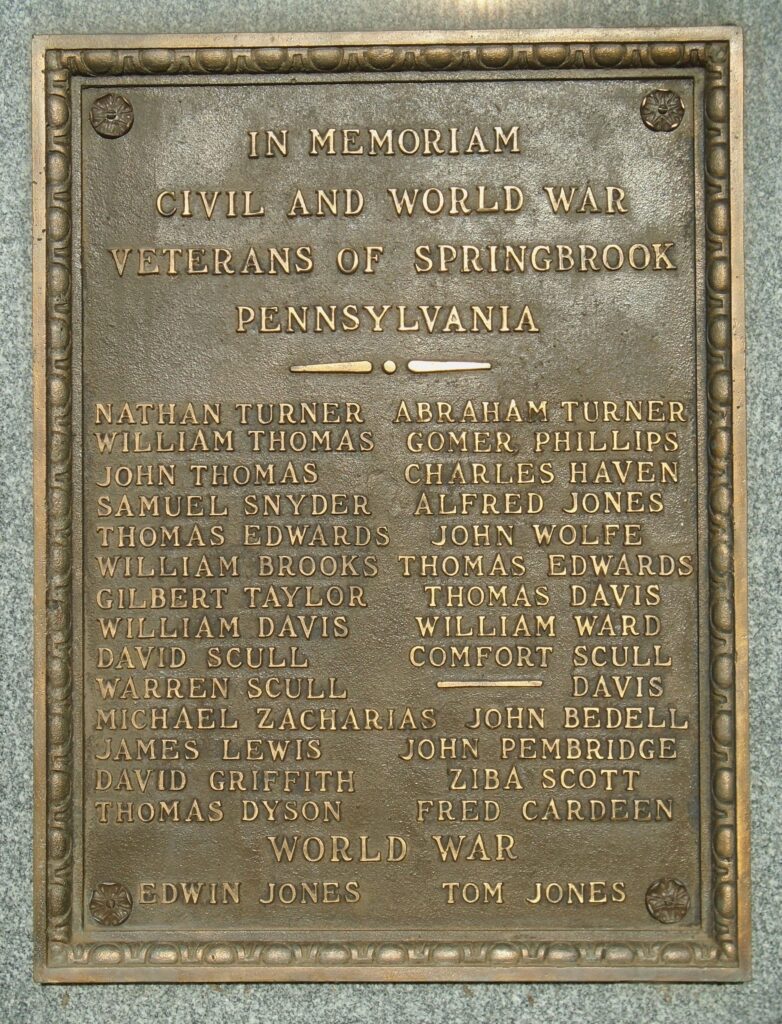 IN MEMORIAM
CIVIL AND WORLD WAR
VETERANS OF SPRINGBROOK
PENNSYLVANIA
NATHAN TURNER ABRAHAM TURNER
WILLIAM THOMAS GOMER PHILLIPS
JOHN THOMAS CHARLES HAVEN
SAMUEL SNYDER ALFRED JONES
THOMAS EDWARDS JOHN WOLFE
WILLIAM BROOKS THOMAS EDWARDS
GILBERT TAYLOR THOMAS DAVIS
WILLIAM DAVIS WILLIAM WARD
DAVID SCULL COMFORT SCULL
WARREN SCULL —— DAVIS
MICHAEL ZACHARIAS JOHN BEDELL
JAMES LEWIS JOHN PEMBRIDGE
DAVID GRIFFITH ZIBA SCOTT
THOMAS DYSON FRED CARDEEN
WORLD WAR
EDWIN JONES TOM JONES